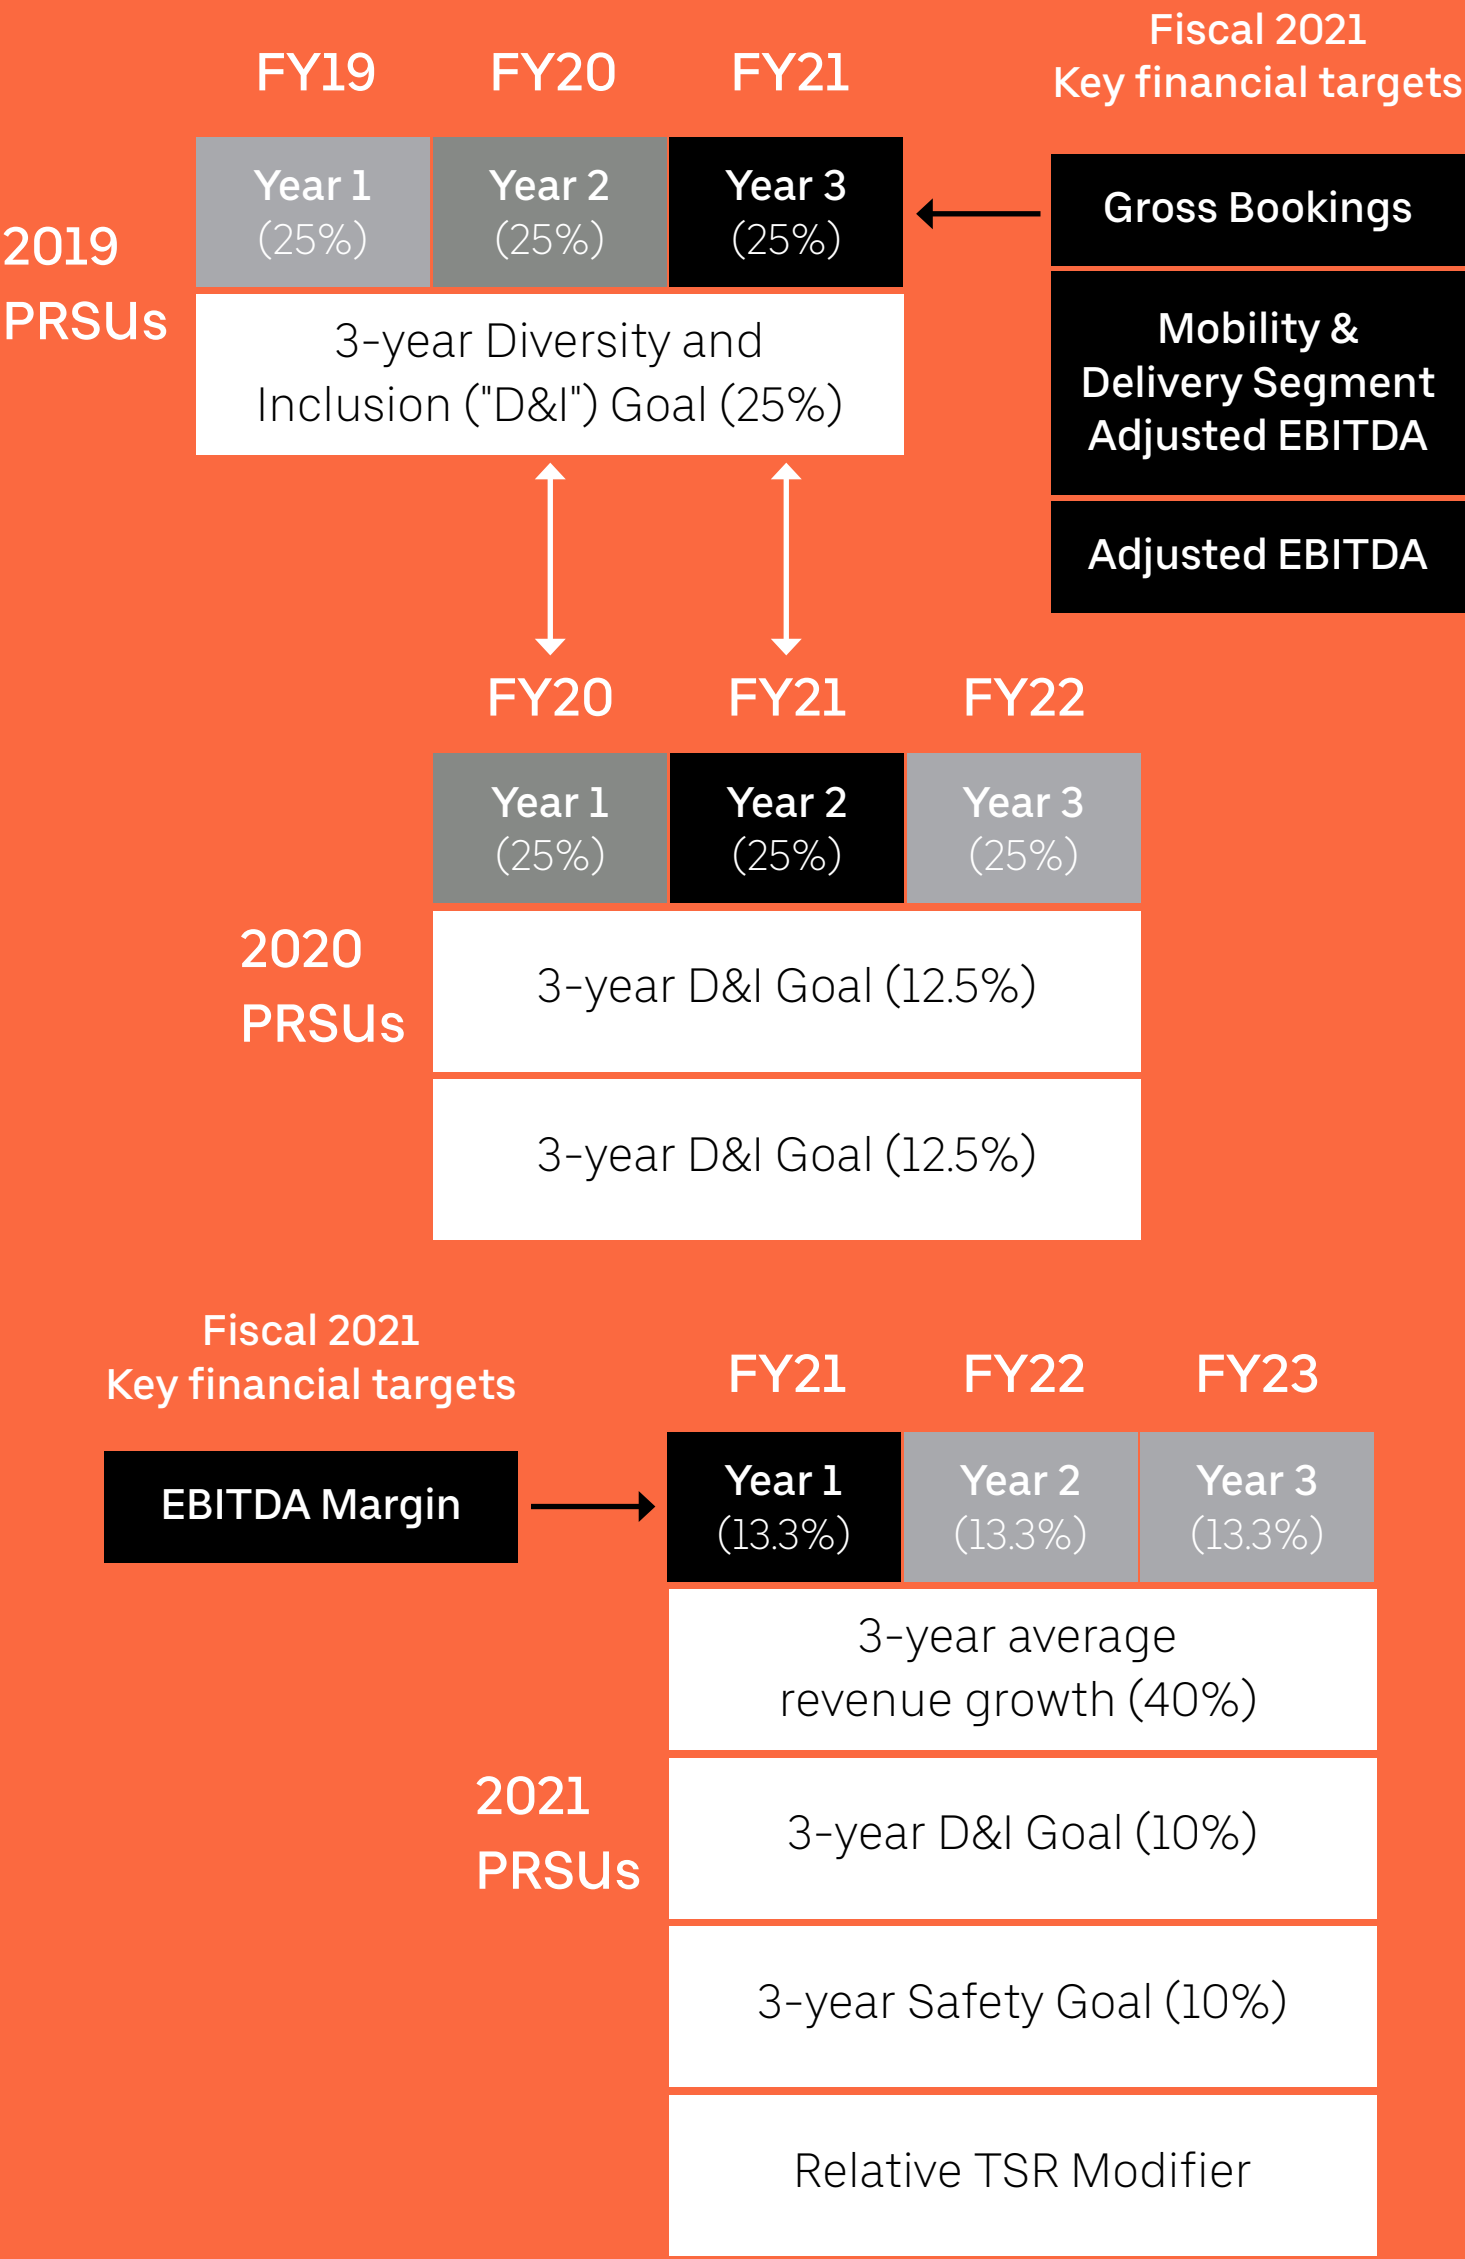 FY19 FY20 FY21
Fiscal 2021
Key financial targets
2019
PRSUs
Year 1 Year 2 Year 3
(25%) (25%) (25%)
3-year Diversity and
Inclusion ("D&I") Goal (25%)
Gross Bookings
Mobility &
Delivery Segment
Adjusted EBITDA
Adjusted EBITDA
FY20 FY21 FY22
Year 1 Year 2 Year 3
(25%) (25%) (25%)
2020
PRSUs
3-year D&I Goal (12.5%)
3-year D&I Goal (12.5%)
Fiscal 2021
Key financial targets
EBITDA Margin
FY21 FY22 FY23
Year 1 Year 2 Year 3
(13.3%) (13.3%) (13.3%)
3-year average
revenue growth (40%)
2021
PRSUs
3-year D&I Goal (10%)
3-year Safety Goal (10%)
Relative TSR Modifier